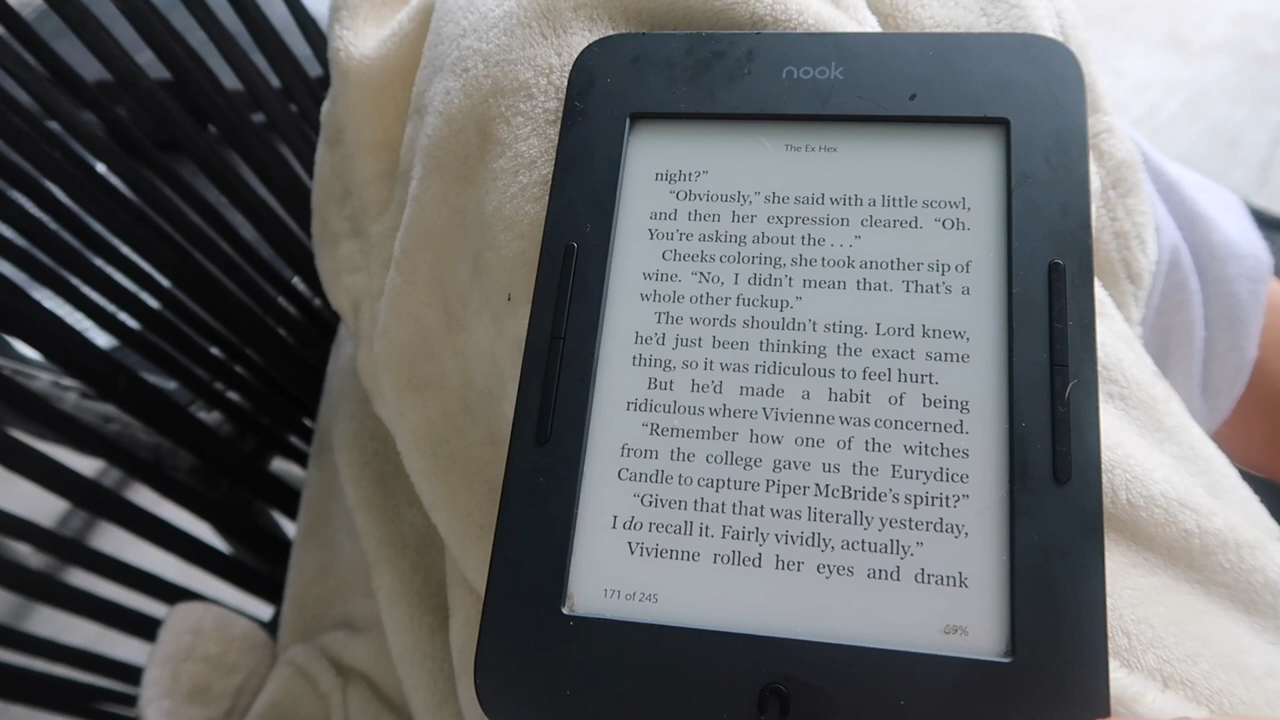 nook
The Ex Hex
night?”
“Obviously,” she said with a little scowl,
and then her expression cleared. “Oh.
You’re asking about the . . .”
Cheeks coloring, she took another sip of
wine. “No, I didn’t mean that. That’s a
whole other fuckup.”
The words shouldn’t sting. Lord knew,
he’d just been thinking the exact same
thing, so it was ridiculous to feel hurt.
But he’d made a habit of being
ridiculous where Vivienne was concerned.
“Remember how one of the witches
from the college gave us the Eurydice
Candle to capture Piper McBride’s spirit?”
“Given that that was literally yesterday,
I do recall it. Fairly vividly, actually.”
Vivienne rolled her eyes and drank
171 of 245
69%